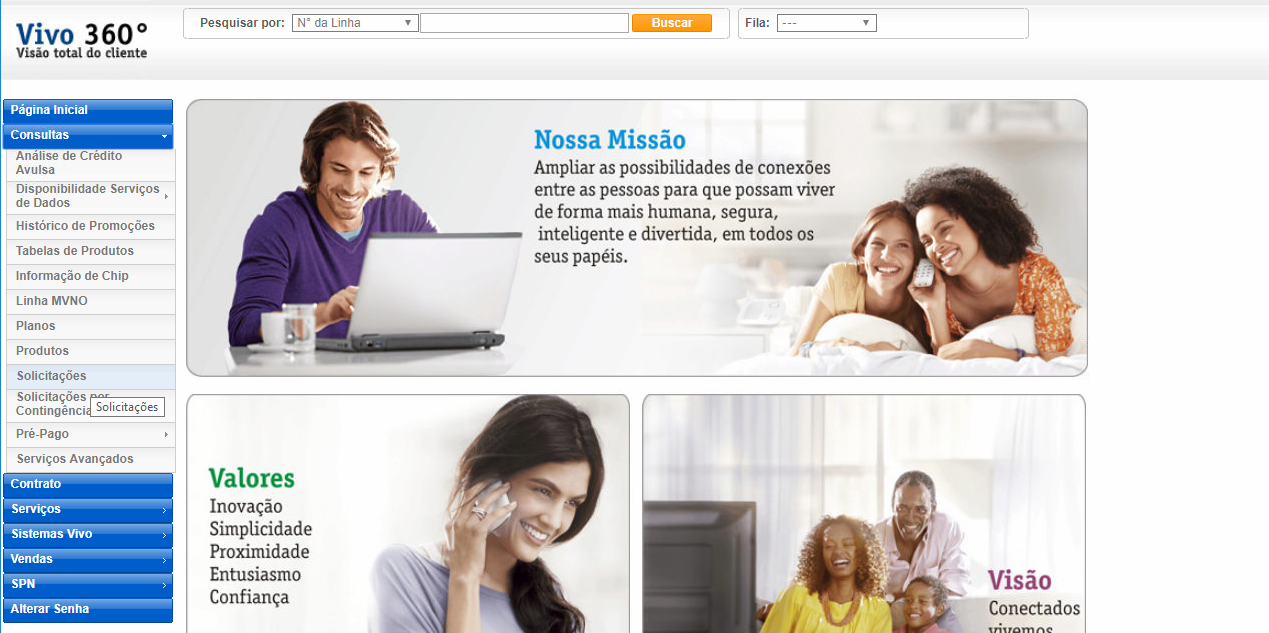 Vivo 360°
Visão total do cliente
Pesquisar por:
N° da Linha
Buscar
Fila:
---
Página Inicial
Consultas
Análise de Crédito
Avulsa
Disponibilidade Serviços
de Dados
Histórico de Promoções
Tabelas de Produtos
Informação de Chip
Linha MVNO
Planos
Produtos
Solicitações
Solicitações por
Contingência
Solicitações
Pré-Pago
Serviços Avançados
Contrato
Serviços
Sistemas Vivo
Vendas
SPN
Alterar Senha
Nossa Missão
Ampliar as possibilidades de conexões
entre as pessoas para que possam viver
de forma mais humana, segura,
inteligente e divertida, em todos os
seus papéis.
Valores
Inovação
Simplicidade
Proximidade
Entusiasmo
Confiança
Visão
Conectados
vivemos